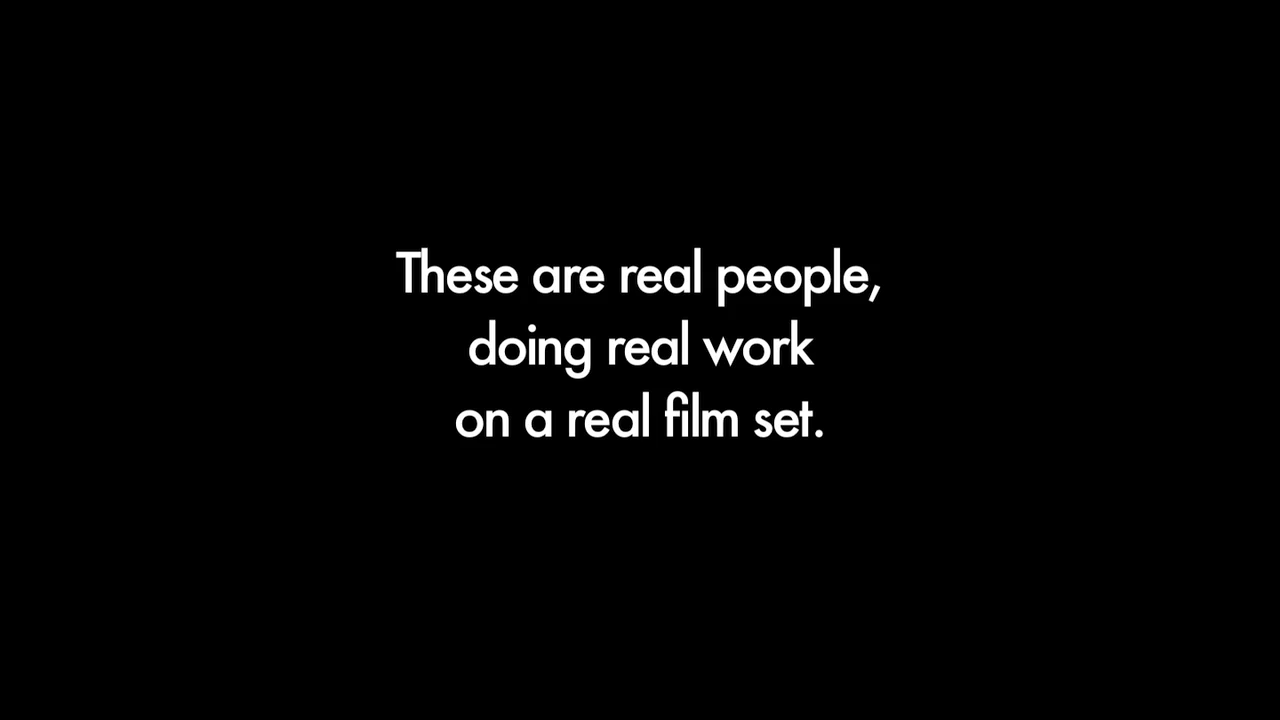 These are real people,
doing real work
on a real film set.